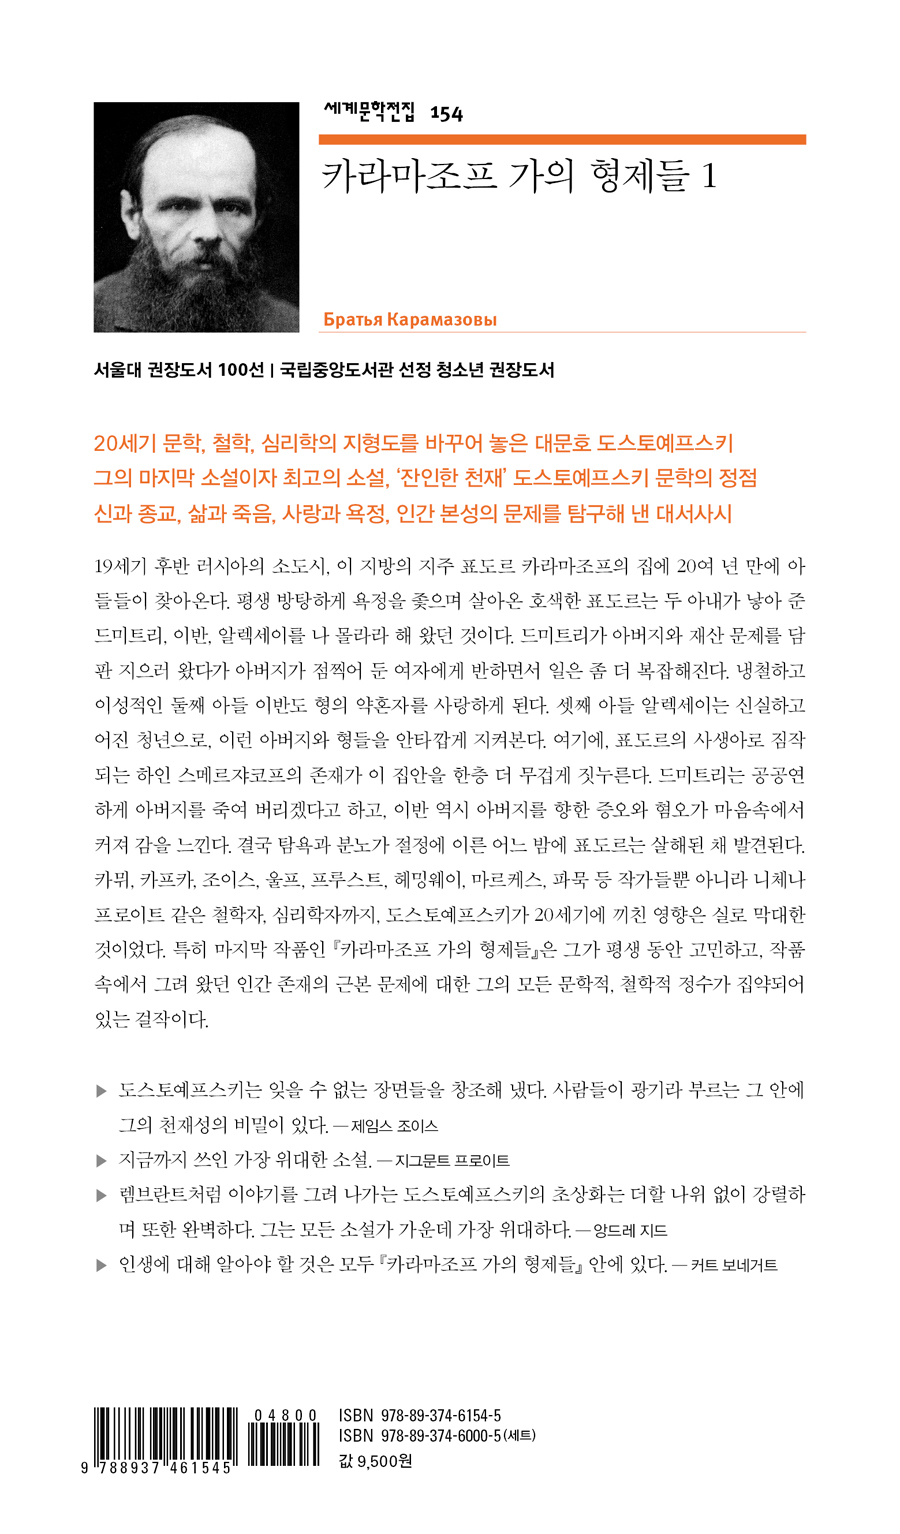 세계문학전집 154
카라마조프 가의 형제들 1
Братья Карамазовы
서울대 권장도서 100선 | 국립중앙도서관 선정 청소년 권장도서
20세기 문학, 철학, 심리학의 지형도를 바꾸어 놓은 대문호 도스토예프스키
그의 마지막 소설이자 최고의 소설, ‘잔인한 천재’ 도스토예프스키 문학의 정점
신과 종교, 삶과 죽음, 사랑과 욕정, 인간 본성의 문제를 탐구해 낸 대서사시
19세기 후반 러시아의 소도시, 이 지방의 지주 표도르 카라마조프의 집에 20여 년 만에 아
들들이 찾아온다. 평생 방탕하게 욕정을 좇으며 살아온 호색한 표도르는 두 아내가 낳아 준
드미트리, 이반, 알렉세이를 나 몰라라 해 왔던 것이다. 드미트리가 아버지와 재산 문제를 담
판 지으러 왔다가 아버지가 점찍어 둔 여자에게 반하면서 일은 좀 더 복잡해진다. 냉철하고
이성적인 둘째 아들 이반도 형의 약혼자를 사랑하게 된다. 셋째 아들 알렉세이는 신실하고
어진 청년으로, 이런 아버지와 형들을 안타깝게 지켜본다. 여기에, 표도르의 사생아로 짐작
되는 하인 스메르쟈코프의 존재가 이 집안을 한층 더 무겁게 짓누른다. 드미트리는 공공연
하게 아버지를 죽여 버리겠다고 하고, 이반 역시 아버지를 향한 증오와 혐오가 마음속에서
커져 감을 느낀다. 결국 탐욕과 분노가 절정에 이른 어느 밤에 표도르는 살해된 채 발견된다.
카뮈, 카프카, 조이스, 울프, 프루스트, 헤밍웨이, 마르케스, 파묵 등 작가들뿐 아니라 니체나
프로이트 같은 철학자, 심리학자까지, 도스토예프스키가 20세기에 끼친 영향은 실로 막대한
것이었다. 특히 마지막 작품인 『카라마조프 가의 형제들』은 그가 평생 동안 고민하고, 작품
속에서 그려 왔던 인간 존재의 근본 문제에 대한 그의 모든 문학적, 철학적 정수가 집약되어
있는 걸작이다.
▶ 도스토예프스키는 잊을 수 없는 장면들을 창조해 냈다. 사람들이 광기라 부르는 그 안에
그의 천재성의 비밀이 있다. — 제임스 조이스
▶ 지금까지 쓰인 가장 위대한 소설. — 지그문트 프로이트
▶ 렘브란트처럼 이야기를 그려 나가는 도스토예프스키의 초상화는 더할 나위 없이 강렬하
며 또한 완벽하다. 그는 모든 소설가 가운데 가장 위대하다. — 앙드레 지드
▶ 인생에 대해 알아야 할 것은 모두 『카라마조프 가의 형제들』 안에 있다. — 커트 보네거트
04800
9 788937 461545
ISBN 978-89-374-6154-5
ISBN 978-89-374-6000-5(세트)
값 9,500원